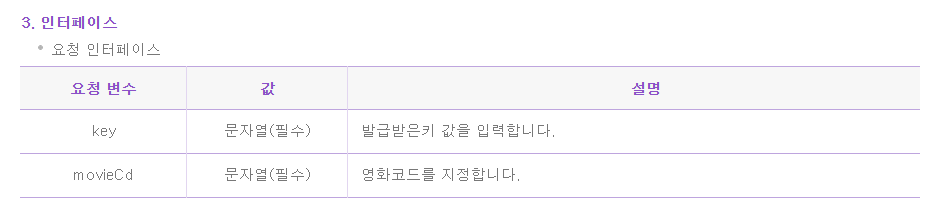 3. 인터페이스
요청 인터페이스
요청 변수 값 설명
key 문자열(필수) 발급받은키 값을 입력합니다.
movieCd 문자열(필수) 영화코드를 지정합니다.